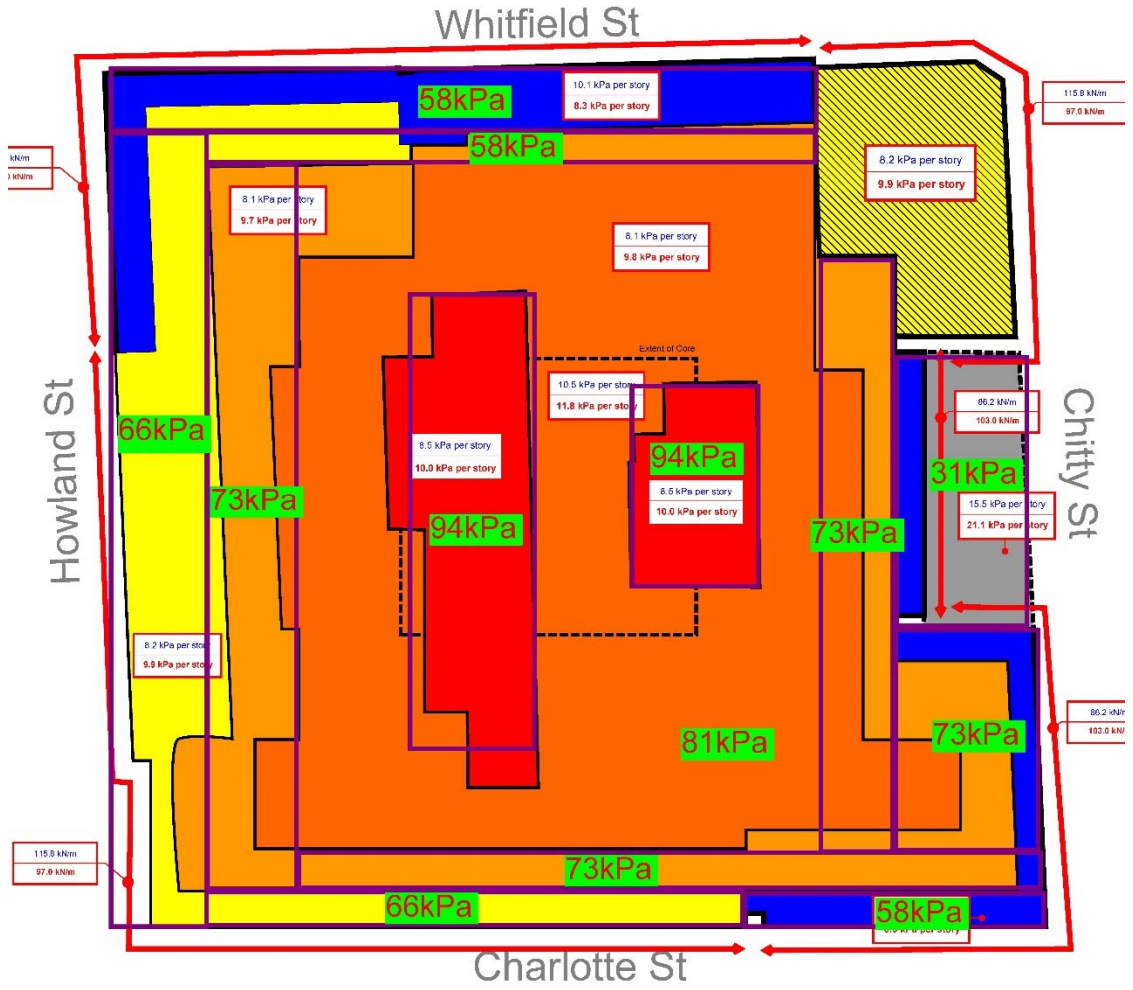 Whitfield St
58kPa
10.1 kPa per story
8.3 kPa per story
115.8 kN/m
97.0 kN/m
58kPa
kN/m
kN/m
8.2 kPa per story
9.9 kPa per story
8.1 kPa per story
9.7 kPa per story
8.1 kPa per story
9.8 kPa per story
Extent of Core
10.5 kPa per story
11.8 kPa per story
86.2 kN/m
103.0 kN/m
Howland St
Chitty St
66kPa
8.5 kPa per story
10.0 kPa per story
94kPa
31kPa
73kPa
8.5 kPa per story
10.0 kPa per story
94kPa
73kPa
15.5 kPa per story
21.1 kPa per story
8.2 kPa per story
9.9 kPa per story
86.2 kN/
103.0 kN/
81kPa
73kPa
115.8 kN/m
97.0 kN/m
73kPa
66kPa
58kPa
Charlotte St